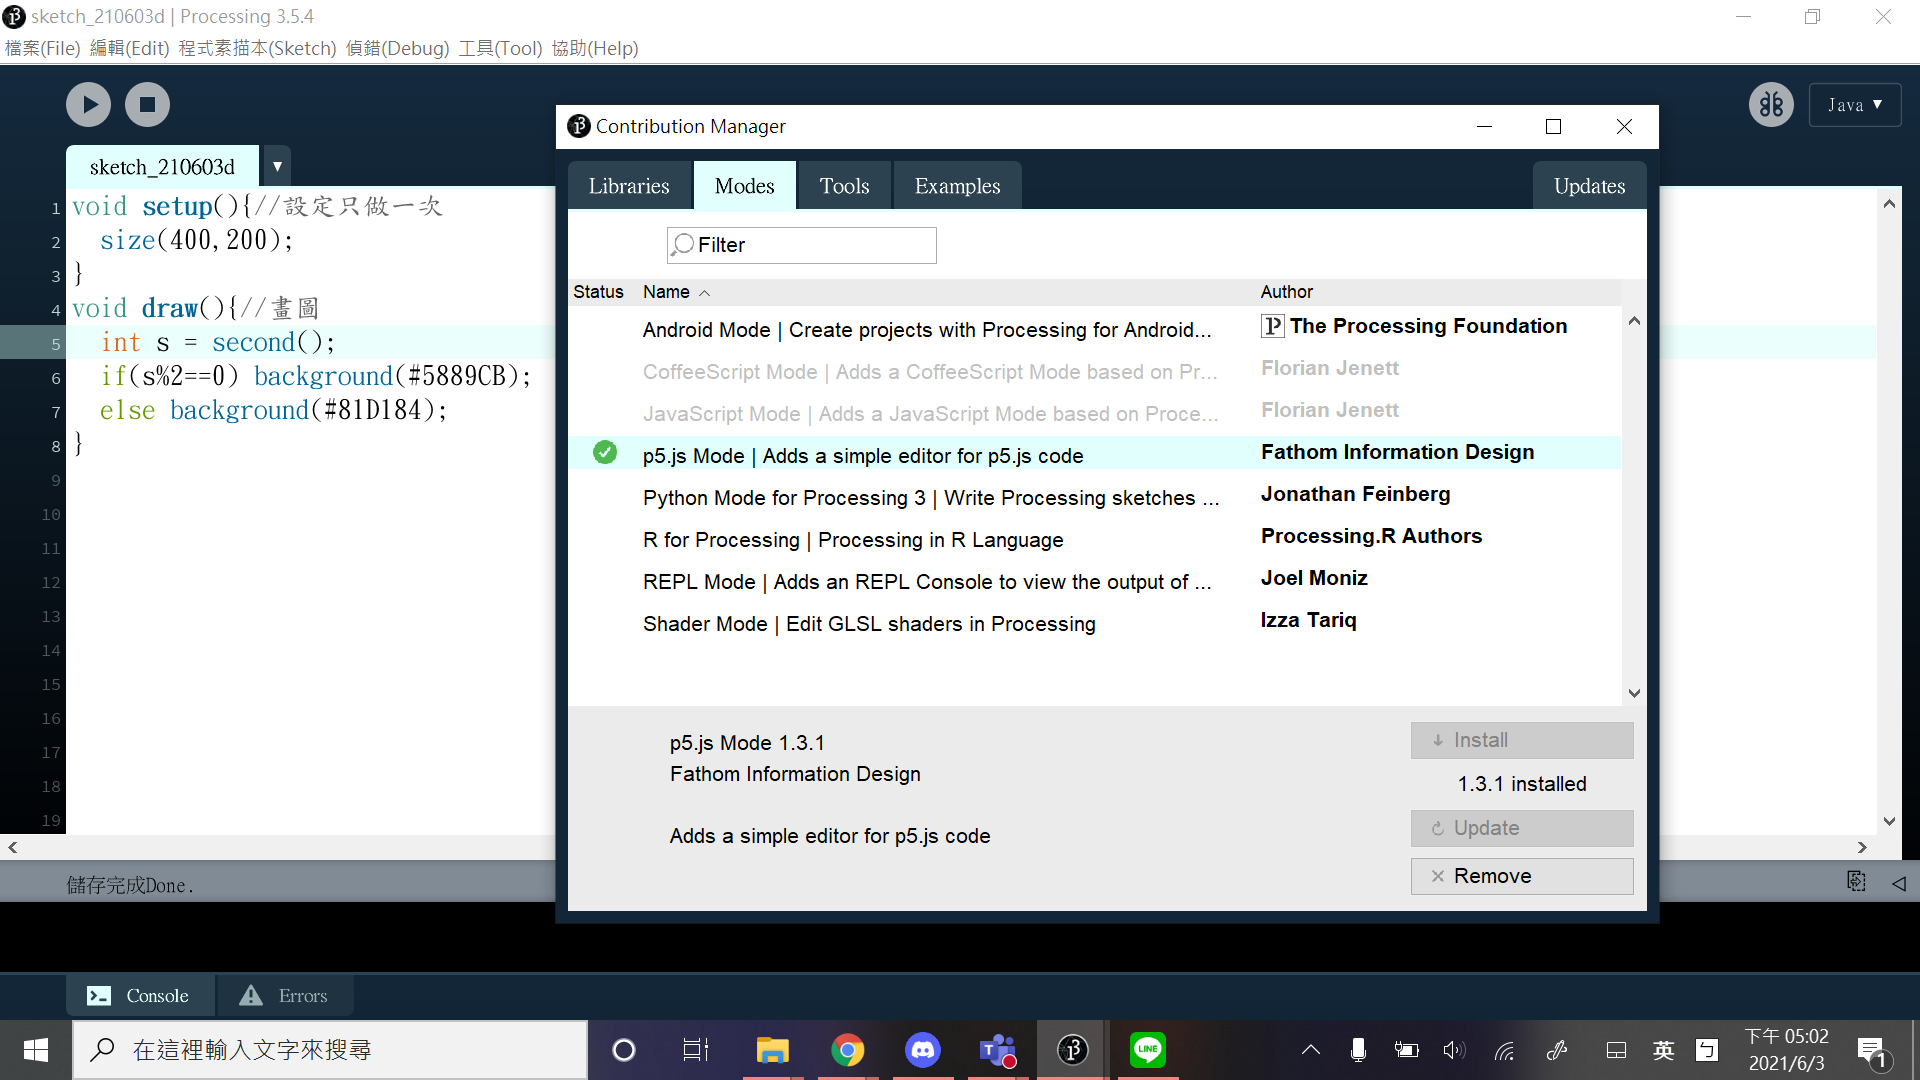 sketch_210603d | Processing 3.5.4
檔案(File) 編輯(Edit) 程式素描本(Sketch) 偵錯(Debug) 工具(Tool) 協助(Help)
Java ▼
sketch_210603d ▼
1 void setup(){//設定只做一次
2 size(400,200);
3 }
4 void draw(){//畫圖
5 int s = second();
6 if(s%2==0) background(#5889CB);
7 else background(#81D184);
8 }
9
10
11
12
13
14
15
16
17
18
19
儲存完成Done.
Console
Errors
Contribution Manager
Libraries Modes Tools Examples Updates
Filter
Status Name Author
Android Mode | Create projects with Processing for Android... The Processing Foundation
CoffeeScript Mode | Adds a CoffeeScript Mode based on Pr... Florian Jenett
JavaScript Mode | Adds a JavaScript Mode based on Proce... Florian Jenett
p5.js Mode | Adds a simple editor for p5.js code Fathom Information Design
Python Mode for Processing 3 | Write Processing sketches ... Jonathan Feinberg
R for Processing | Processing in R Language Processing.R Authors
REPL Mode | Adds an REPL Console to view the output of ... Joel Moniz
Shader Mode | Edit GLSL shaders in Processing Izza Tariq
p5.js Mode 1.3.1
Fathom Information Design
Adds a simple editor for p5.js code
Install
1.3.1 installed
Update
Remove
在這裡輸入文字來搜尋
LINE
英
ㄅ
下午 05:02
2021/6/3
1